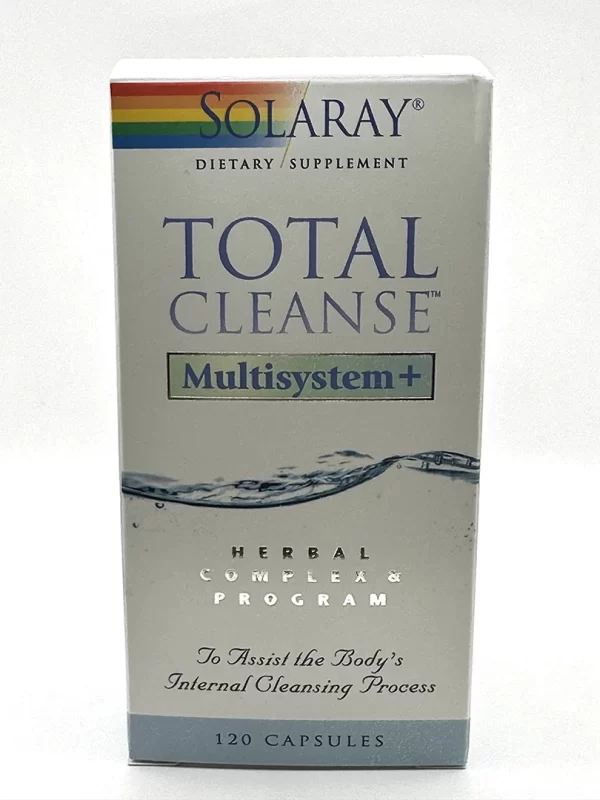 SOLARAY®
DIETARY SUPPLEMENT
TOTAL
CLEANSE™
Multisystem+
HERBAL
COMPLEX &
PROGRAM
To Assist the Body's
Internal Cleansing Process
120 CAPSULES